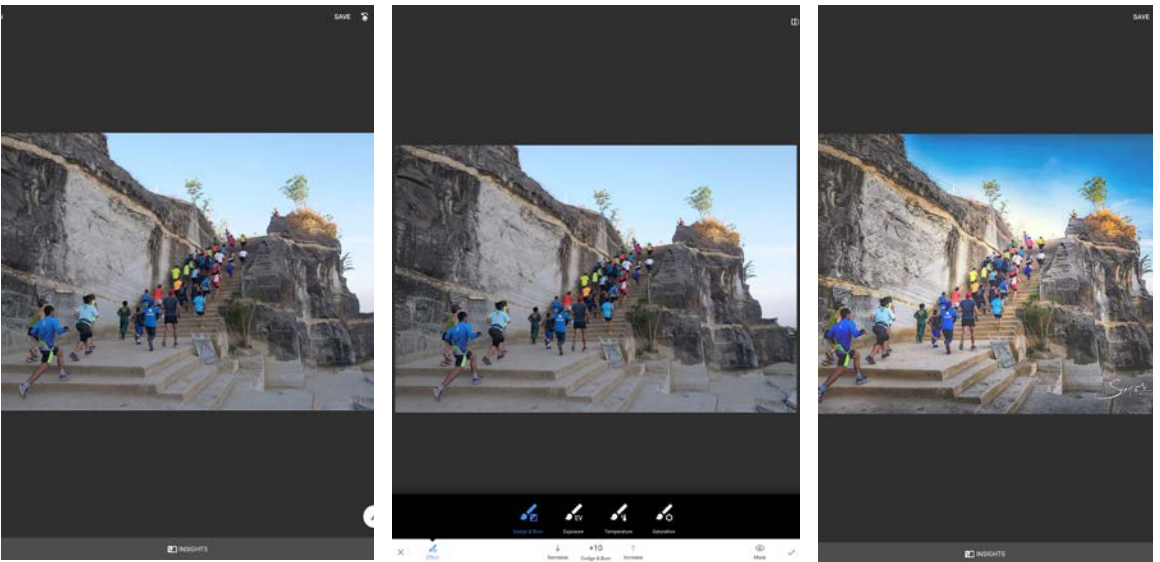 SAVE
INSIGHTS
Dodge & Burn
Exposure
Temperature
Saturation
Effect
Decrease
+10
Dodge & Burn
Increase
Mask
SAVE
INSIGHTS